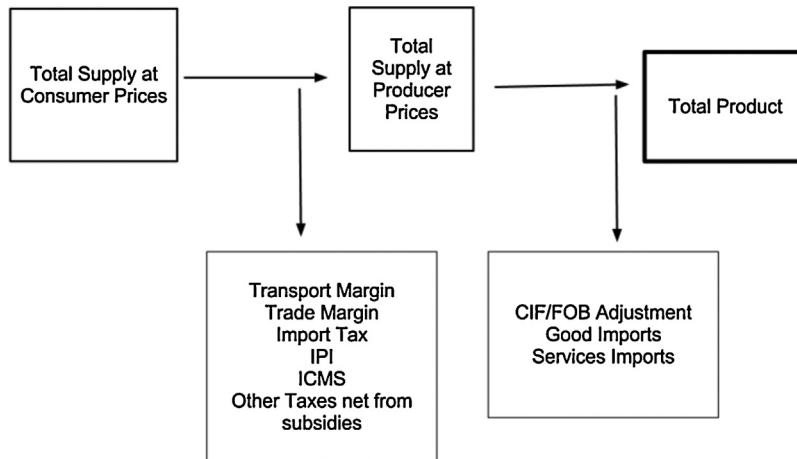 Total Supply at
Consumer Prices
Total
Supply at
Producer
Prices
Total Product
Transport Margin
Trade Margin
Import Tax
IPI
ICMS
Other Taxes net from
subsidies
CIF/FOB Adjustment
Good Imports
Services Imports